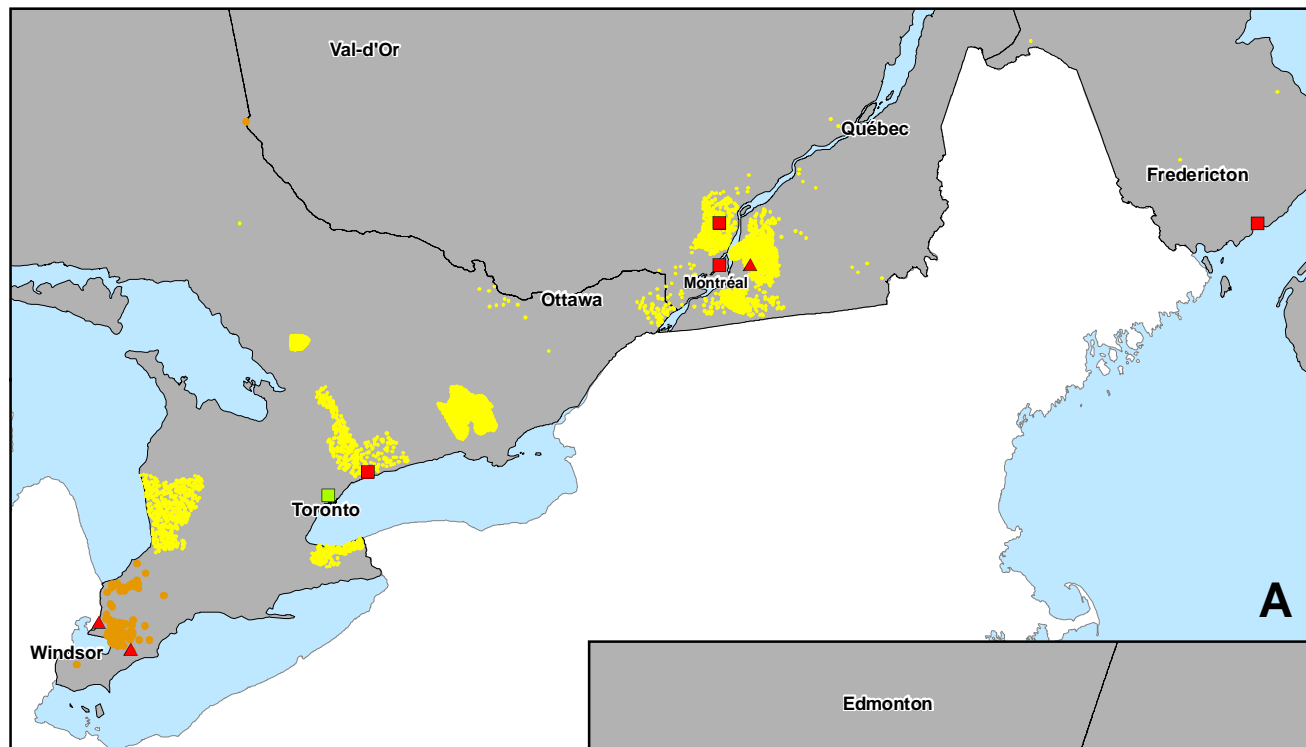 Val-d'Or
Québec
Fredericton
Montréal
Ottawa
Toronto
A
Windsor
Edmonton